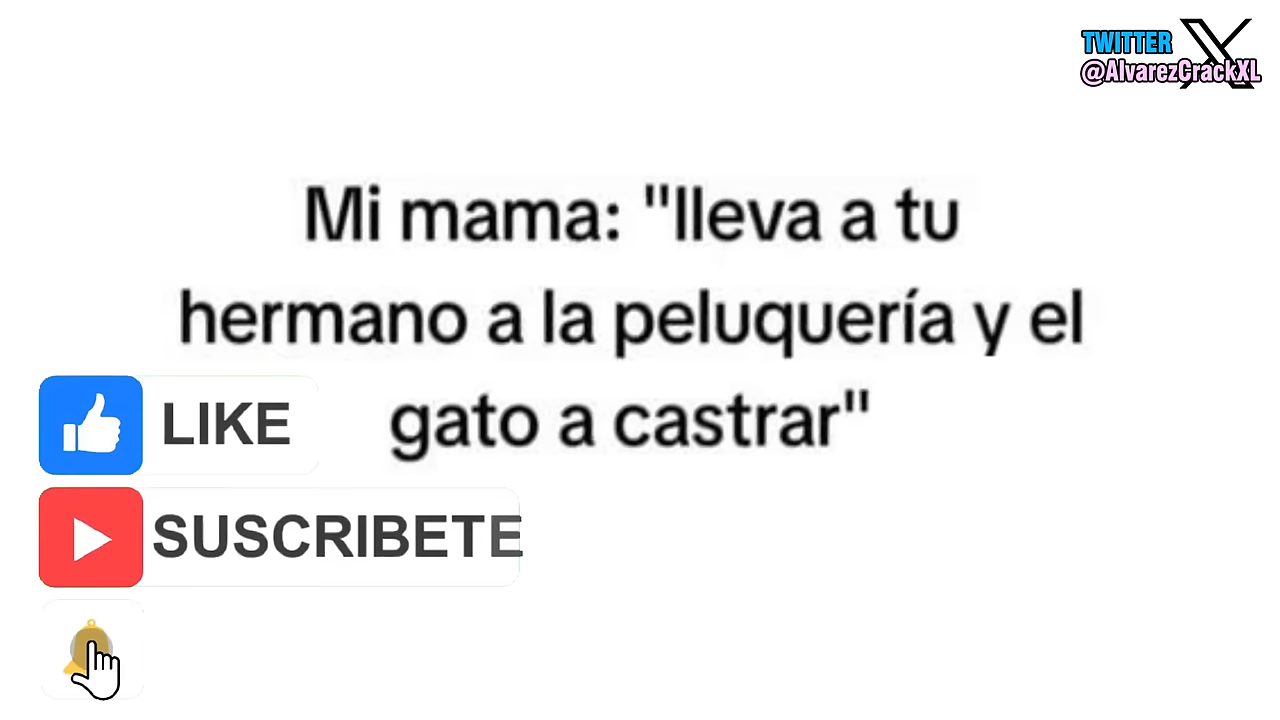 TWITTER
@AlvarezCrackXL
Mi mama: "lleva a tu
hermano a la peluquería y el
gato a castrar"
LIKE
SUSCRIBETE